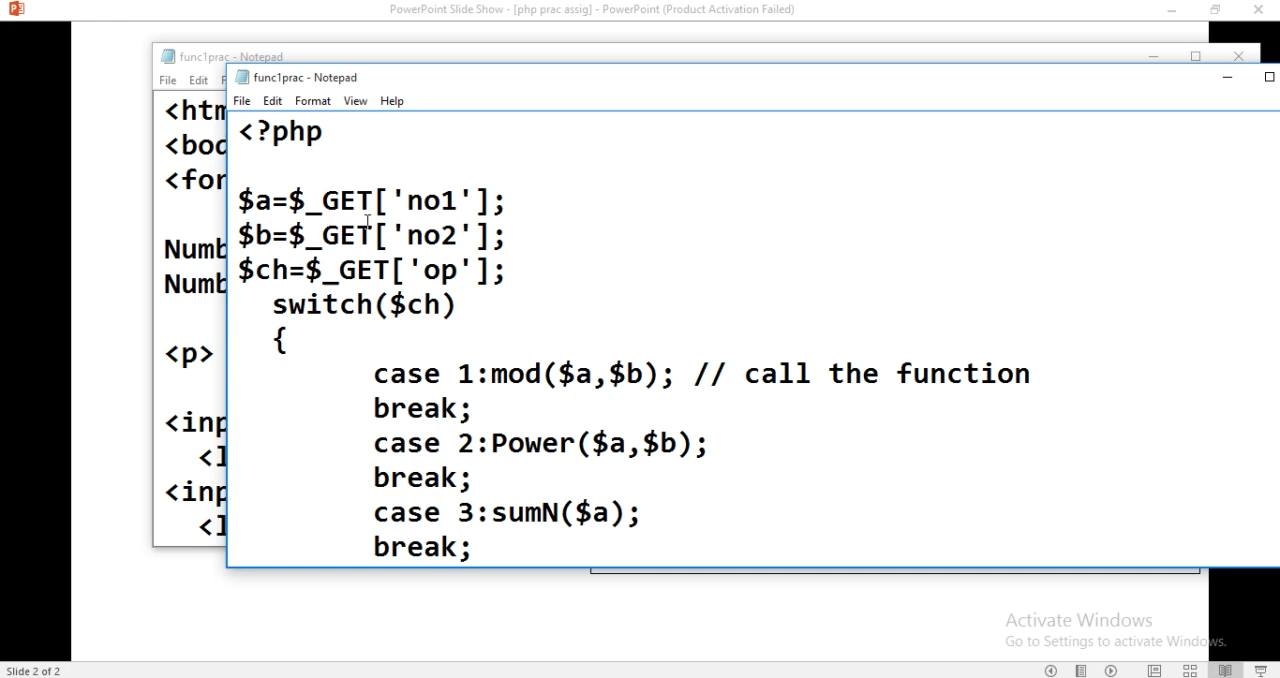 PowerPoint Slide Show - [php prac assig] - PowerPoint (Product Activation Failed)
func1prac - Notepad
File Edit
<htm
<bod
<for
Numb
Numb
<p>
<inp
<l
<inp
<l
func1prac - Notepad
File Edit Format View Help
<?php
$a=$_GET['no1'];
$b=$_GET['no2'];
$ch=$_GET['op'];
switch($ch)
{
case 1:mod($a,$b); // call the function
break;
case 2:Power($a,$b);
break;
case 3:sumN($a);
break;
Activate Windows
Go to Settings to activate Windows.
Slide 2 of 2